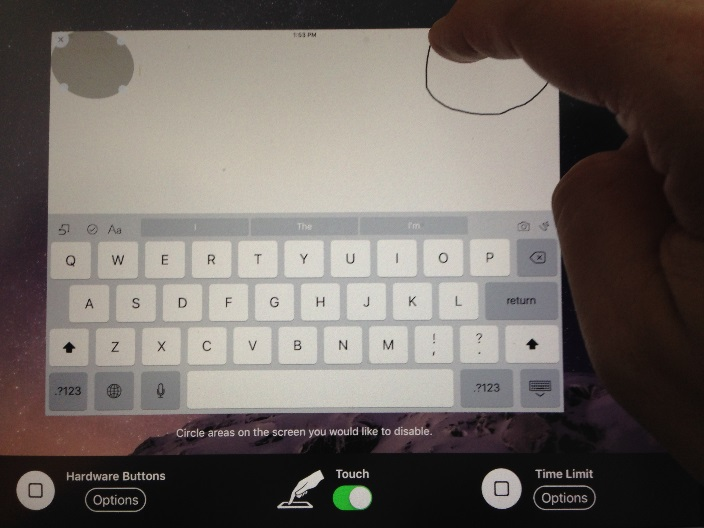 1:53 PM
Aa
I The I'm
Q W E R T Y U I O P
A S D F G H J K L return
Z X C V B N M ! , ? .
.?123 .?123
Circle areas on the screen you would like to disable.
Hardware Buttons Touch Time Limit
Options Options